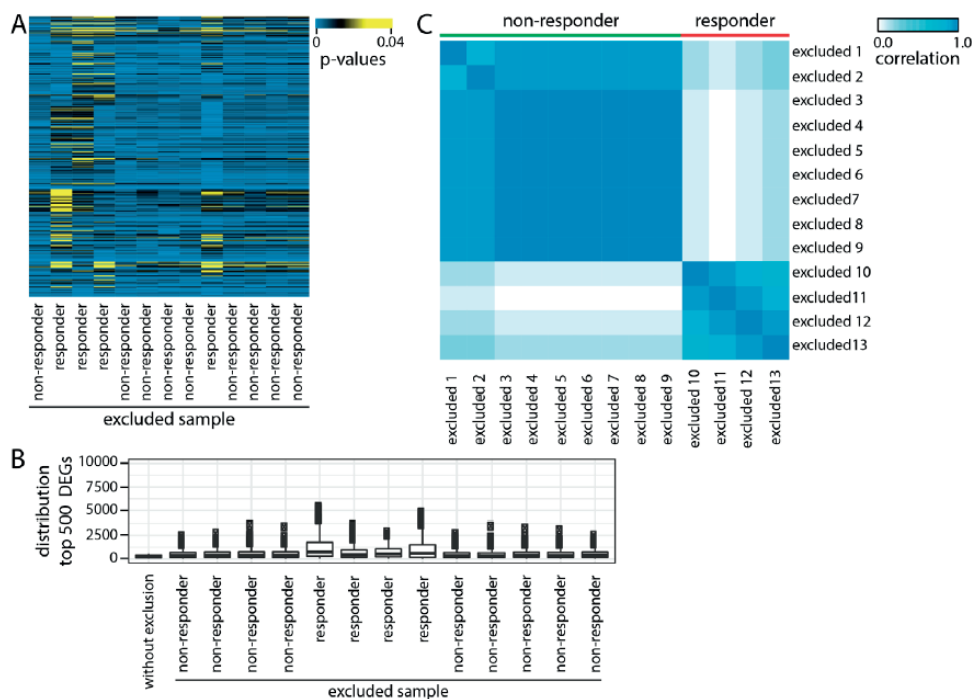 A
0
0.04
p-values
non-responder
responder
responder
responder
non-responder
non-responder
non-responder
non-responder
responder
non-responder
non-responder
non-responder
non-responder
excluded sample
C
non-responder
responder
0.0
1.0
correlation
excluded 1
excluded 2
excluded 3
excluded 4
excluded 5
excluded 6
excluded7
excluded 8
excluded 9
excluded 10
excluded11
excluded 12
excluded13
excluded 1
excluded 2
excluded 3
excluded 4
excluded 5
excluded 6
excluded 7
excluded 8
excluded 9
excluded 10
excluded11
excluded 12
excluded13
B
distribution
top 500 DEGs
10000
7500
5000
2500
0
without exclusion
non-responder
non-responder
non-responder
non-responder
responder
responder
responder
responder
non-responder
non-responder
non-responder
non-responder
non-responder
excluded sample